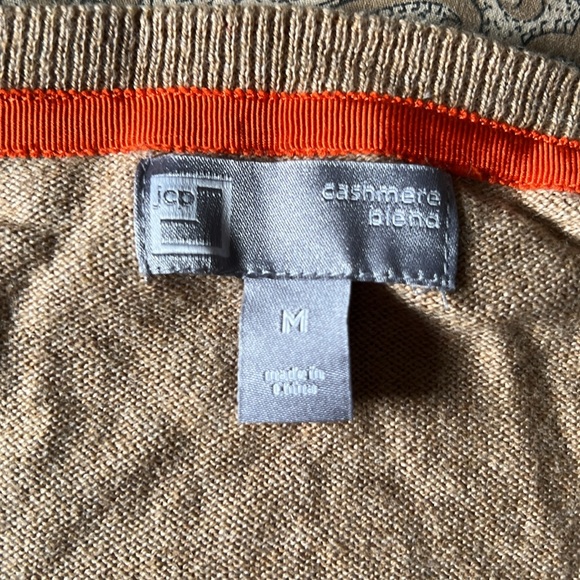 jcp
cashmere
blend
M
made in
China